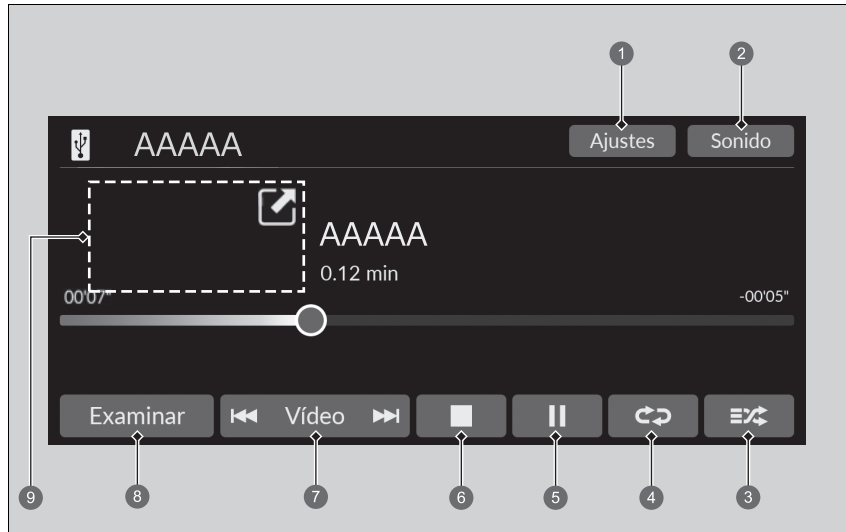 1
2
AAAAA
Ajustes
Sonido
AAAAA
9
0.12 min
00'07"
-00'05"
Examinar
Vídeo
8
7
6
5
4
3